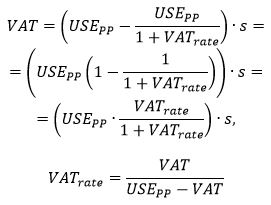 VAT = (USE_PP − USE_PP / (1 + VAT_rate)) · s =
= (USE_PP (1 − 1 / (1 + VAT_rate))) · s =
= (USE_PP · VAT_rate / (1 + VAT_rate)) · s,
VAT_rate = VAT / (USE_PP − VAT)